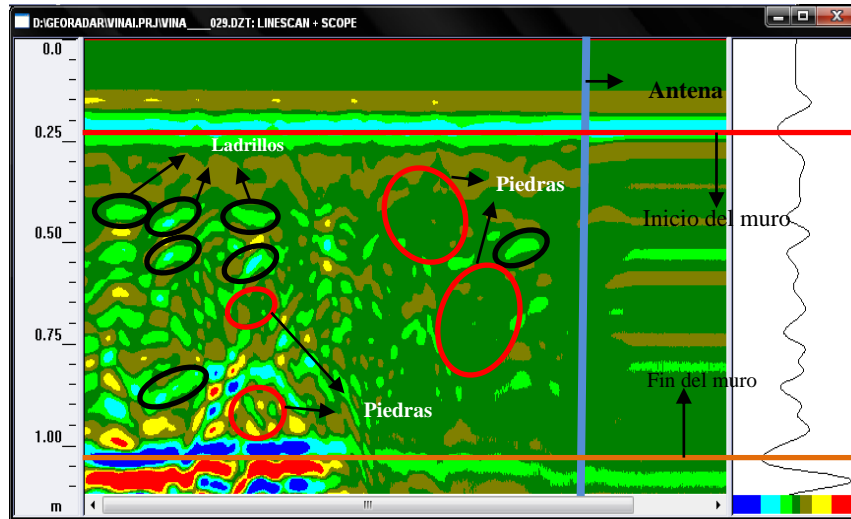 D:\GEORADAR\VINAI.PRJ\VINA___029.DZT: LINESCAN + SCOPE
0.0
Antena
0.25
Ladrillos
Piedras
Inicio del muro
0.50
0.75
Fin del muro
Piedras
1.00
m